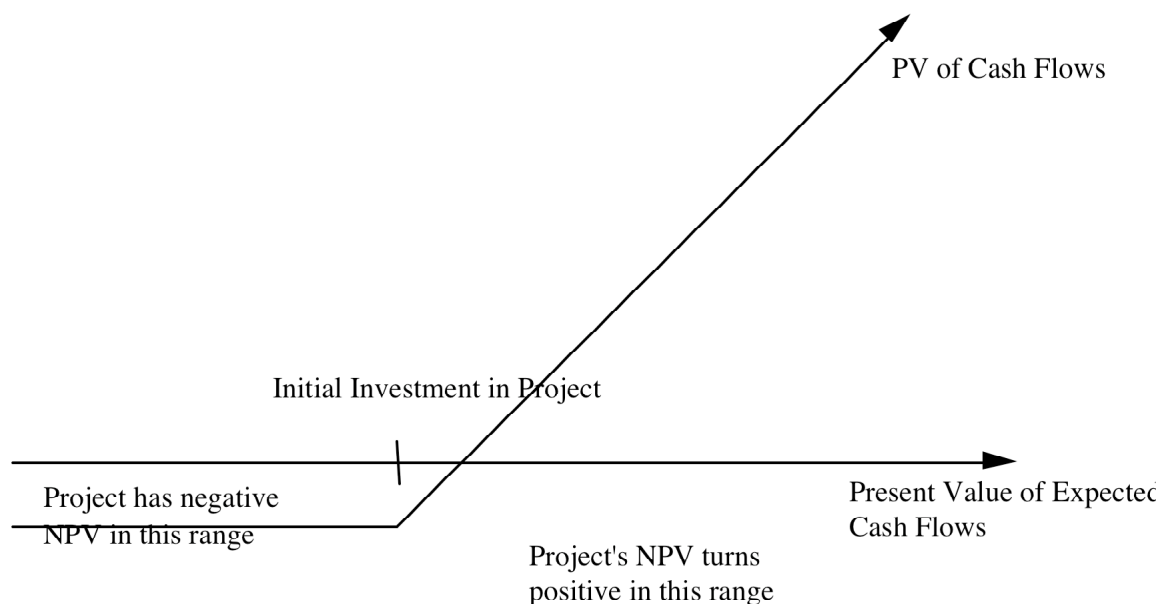 PV of Cash Flows
Initial Investment in Project
Project has negative
NPV in this range
Present Value of Expected
Cash Flows
Project's NPV turns
positive in this range